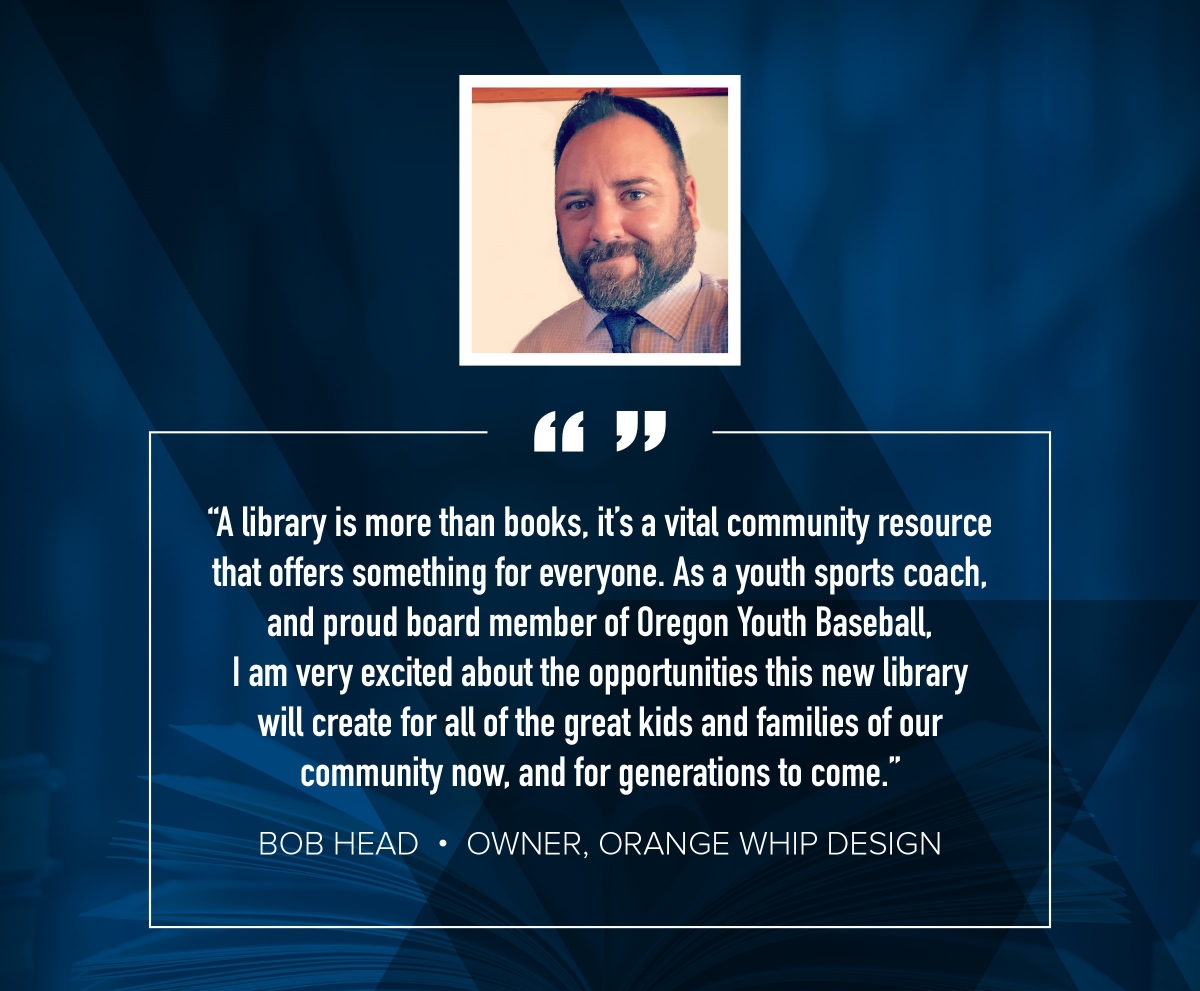 “A library is more than books, it’s a vital community resource
that offers something for everyone. As a youth sports coach,
and proud board member of Oregon Youth Baseball,
I am very excited about the opportunities this new library
will create for all of the great kids and families of our
community now, and for generations to come.”
BOB HEAD • OWNER, ORANGE WHIP DESIGN